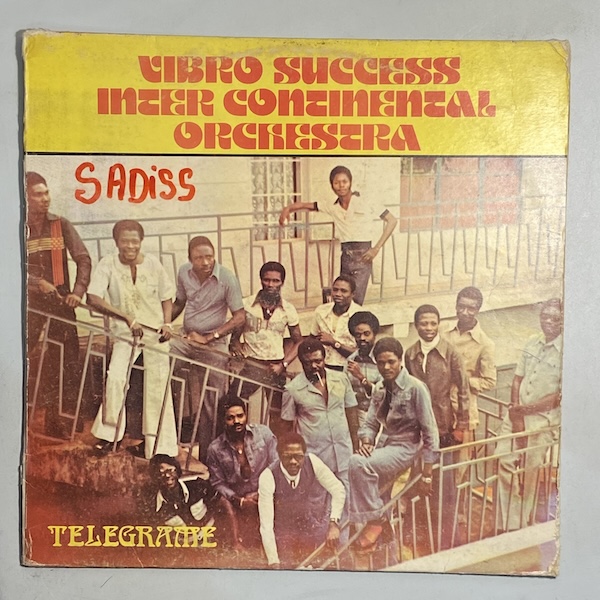 VIBRO SUCCESS
INTER CONTINENTAL
ORCHESTRA
SADiSS
TELEGRAME